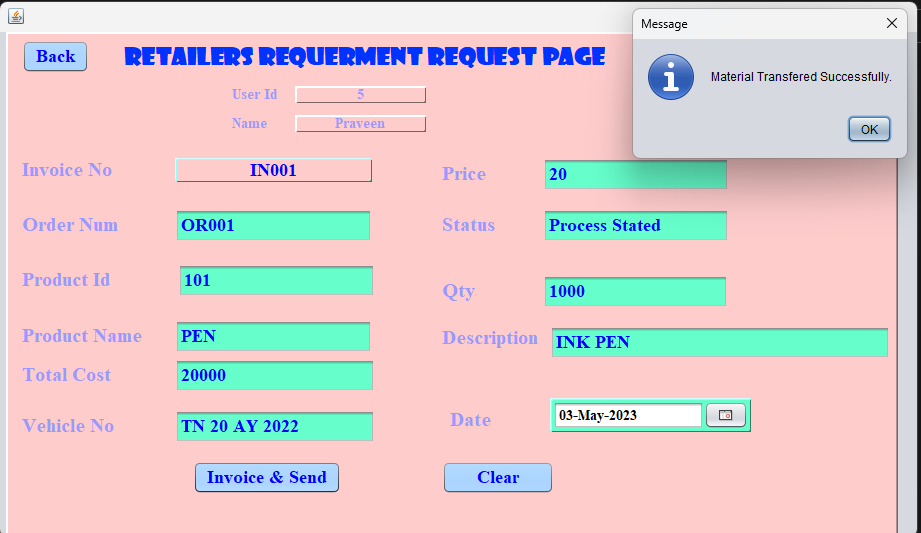 Message
Back
RETAILERS REQUERMENT REQUEST PAGE
Material Transfered Successfully.
OK
User Id 5
Name Praveen
Invoice No IN001
Price 20
Order Num OR001
Status Process Stated
Product Id 101
Qty 1000
Product Name PEN
Description INK PEN
Total Cost 20000
Vehicle No TN 20 AY 2022
Date 03-May-2023
Invoice & Send
Clear